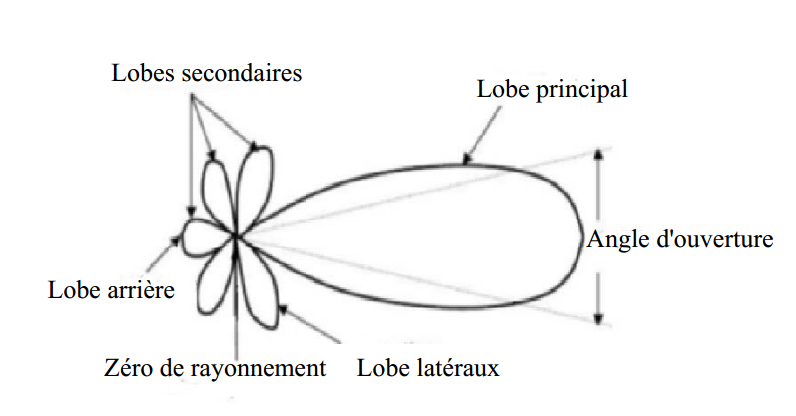 Lobes secondaires
Lobe principal
Angle d'ouverture
Lobe arrière
Zéro de rayonnement
Lobe latéraux